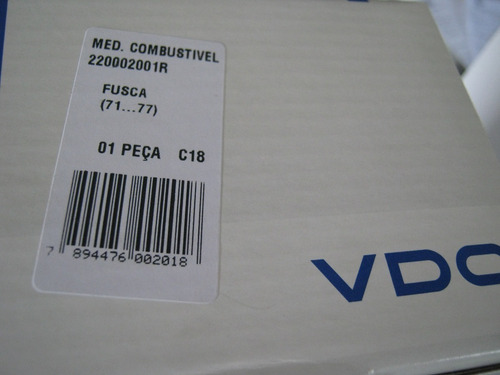 MED. COMBUSTIVEL
220002001R
FUSCA
(71...77)
01 PEÇA C18
7 894476 002018
VDO